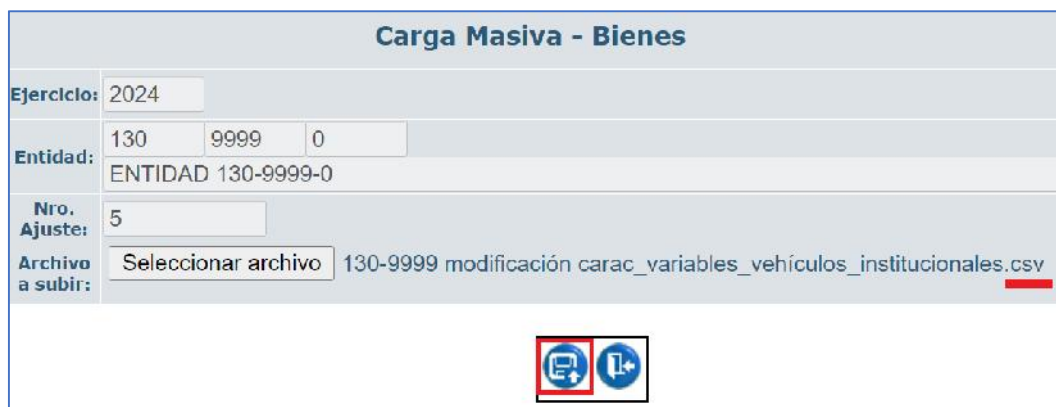 Carga Masiva - Bienes
Ejercicio: 2024
Entidad: 130 9999 0
ENTIDAD 130-9999-0
Nro. Ajuste: 5
Archivo a subir: Seleccionar archivo 130-9999 modificación carac_variables_vehículos_institucionales.csv